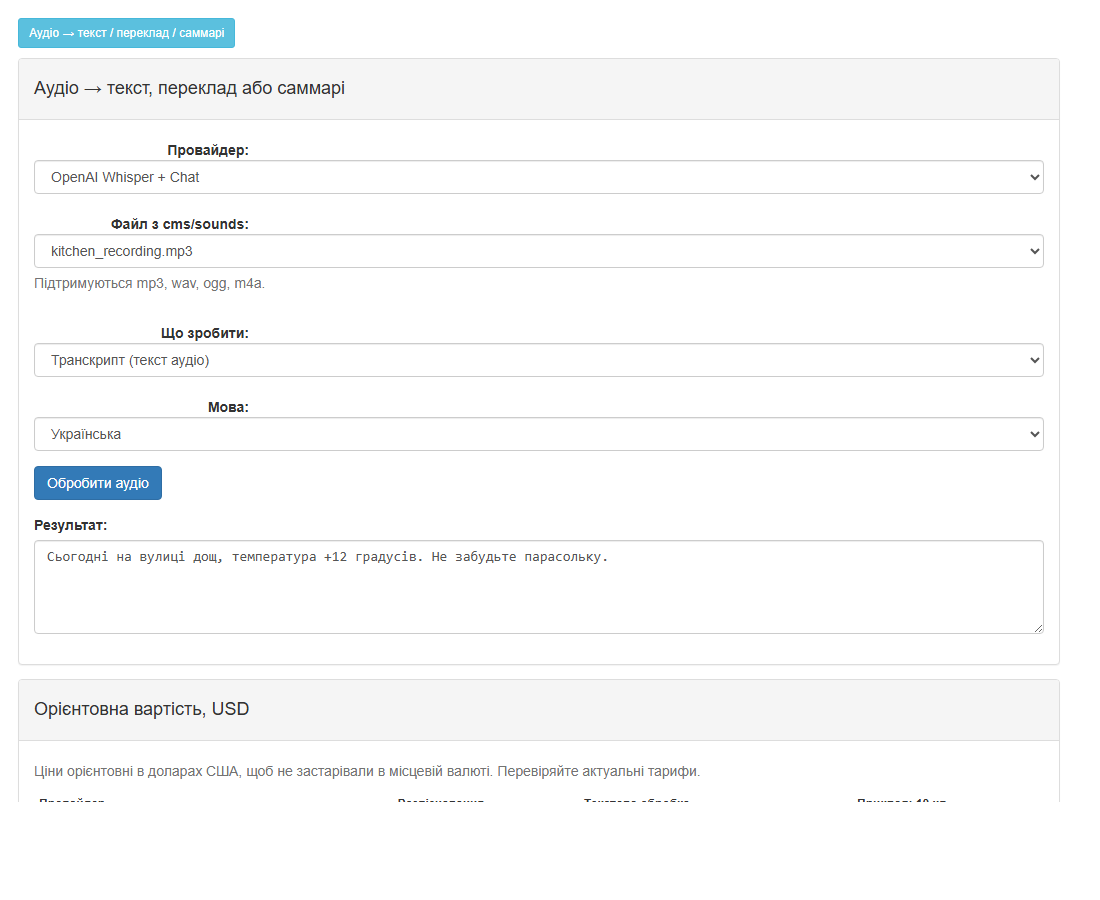 Аудіо → текст / переклад / саммарі
Аудіо → текст, переклад або саммарі
Провайдер:
OpenAI Whisper + Chat
Файл з cms/sounds:
kitchen_recording.mp3
Підтримуються mp3, wav, ogg, m4a.
Що зробити:
Транскрипт (текст аудіо)
Мова:
Українська
Обробити аудіо
Результат:
Сьогодні на вулиці дощ, температура +12 градусів. Не забудьте парасольку.
Орієнтовна вартість, USD
Ціни орієнтовні в доларах США, щоб не застарівали в місцевій валюті. Перевіряйте актуальні тарифи.